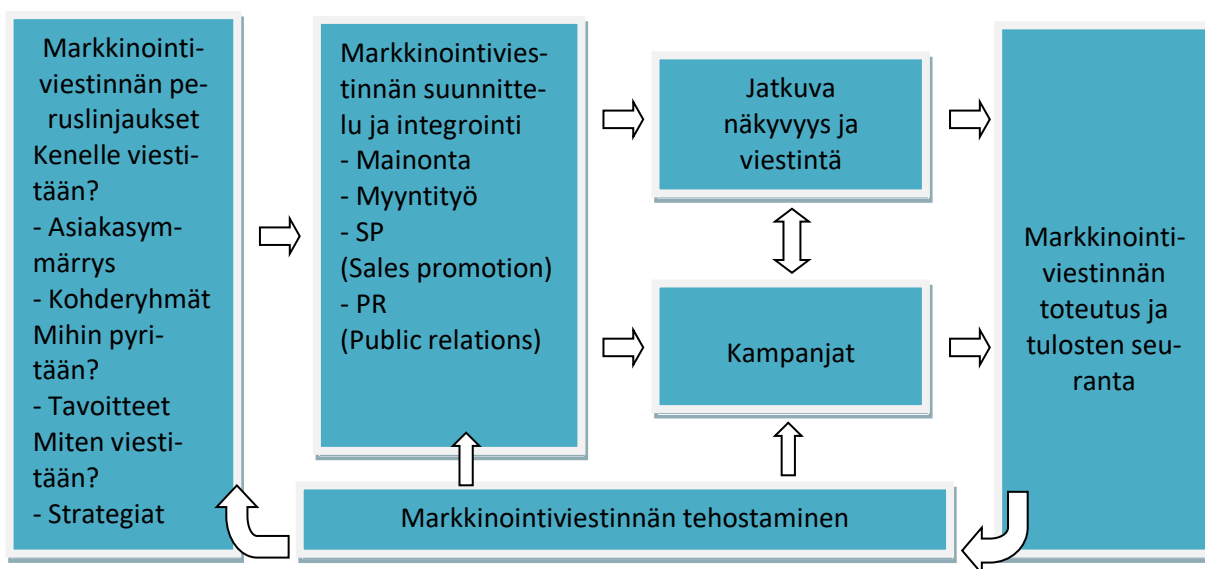 Markkinointi-
viestinnän pe-
ruslinjaukset
Kenelle viesti-
tään?
- Asiakasym-
märrys
- Kohderyhmät
Mihin pyri-
tään?
- Tavoitteet
Miten viesti-
tään?
- Strategiat
Markkinointivies-
tinnän suunnitte-
lu ja integrointi
- Mainonta
- Myyntityö
- SP
(Sales promotion)
- PR
(Public relations)
Jatkuva
näkyvyys ja
viestintä
Kampanjat
Markkinointi-
viestinnän
toteutus ja
tulosten seu-
ranta
Markkinointiviestinnän tehostaminen